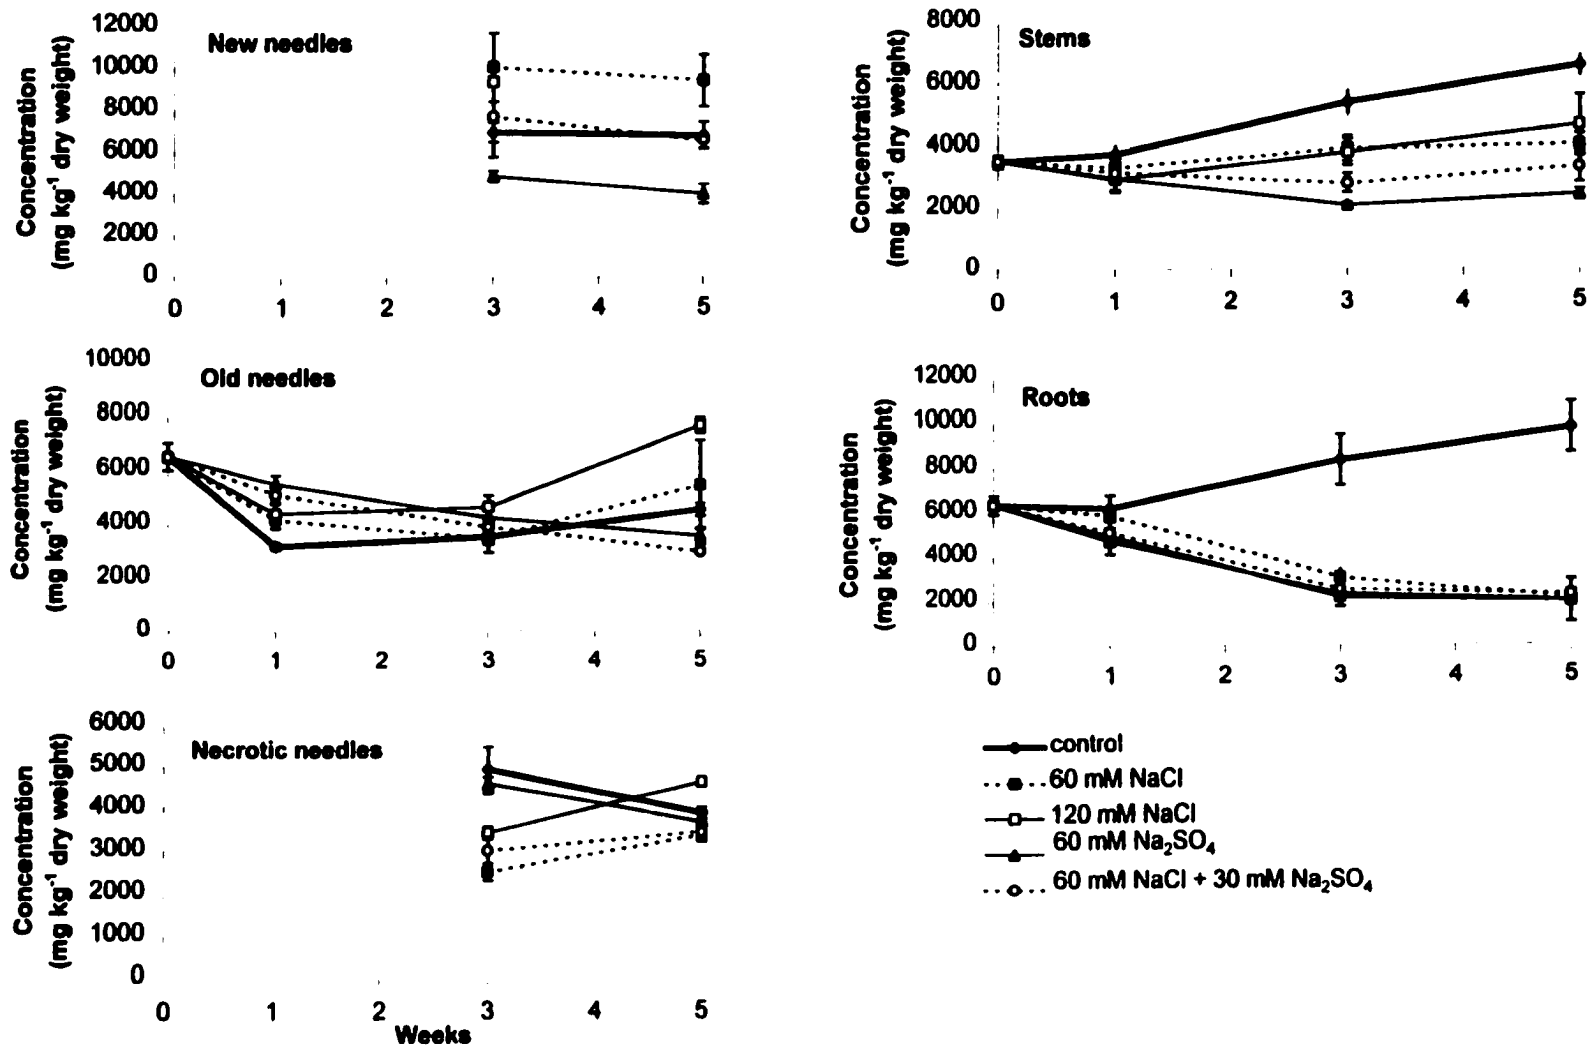 New needles
12000
10000
8000
6000
4000
2000
0
Concentration
(mg kg⁻¹ dry weight)
0 1 2 3 4 5
Stems
8000
6000
4000
2000
0
Concentration
(mg kg⁻¹ dry weight)
0 1 2 3 4 5
Old needles
10000
8000
6000
4000
2000
0
Concentration
(mg kg⁻¹ dry weight)
0 1 2 3 4 5
Roots
12000
10000
8000
6000
4000
2000
0
Concentration
(mg kg⁻¹ dry weight)
0 1 2 3 4 5
Necrotic needles
6000
5000
4000
3000
2000
1000
0
Concentration
(mg kg⁻¹ dry weight)
0 1 2 3 4 5
Weeks
control
60 mM NaCl
120 mM NaCl
60 mM Na₂SO₄
60 mM NaCl + 30 mM Na₂SO₄